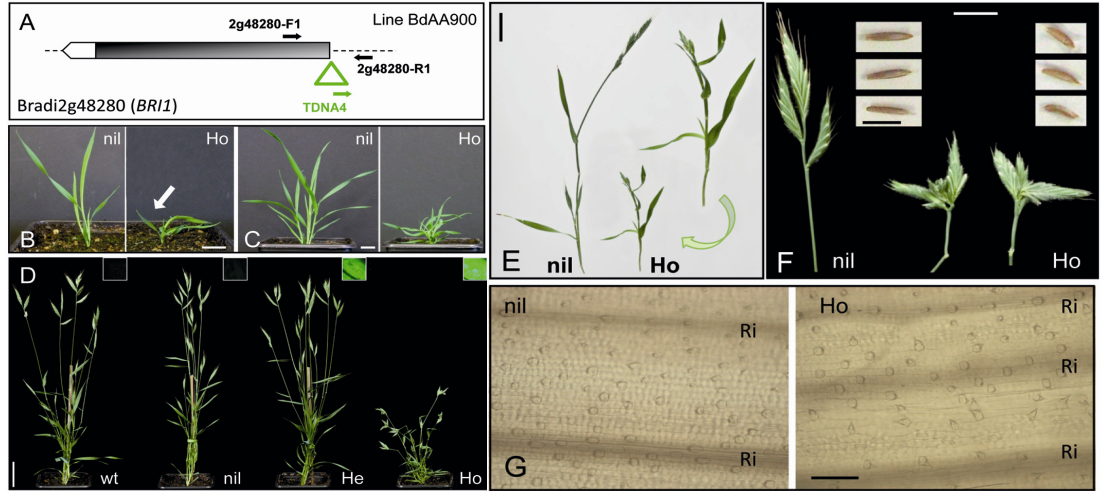 A
2g48280-F1
Line BdAA900
2g48280-R1
TDNA4
Bradi2g48280 (BRI1)
nil
Ho
nil
Ho
B
C
D
wt
nil
He
Ho
E
nil
Ho
F
nil
Ho
nil
Ri
Ri
G
Ho
Ri
Ri
Ri